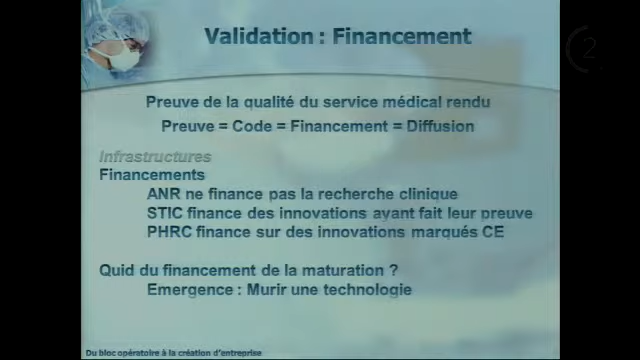 Validation : Financement
2
Preuve de la qualité du service médical rendu
Preuve = Code = Financement = Diffusion
Infrastructures
Financements
ANR ne finance pas la recherche clinique
STIC finance des innovations ayant fait leur preuve
PHRC finance sur des innovations marqués CE
Quid du financement de la maturation ?
Emergence : Murir une technologie
Du bloc opératoire à la création d'entreprise